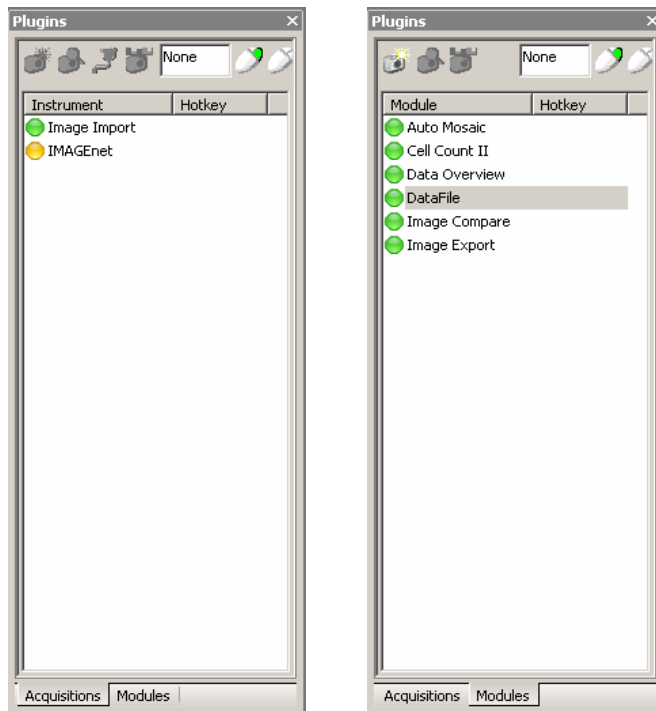 Plugins
None
Instrument Hotkey
Image Import
IMAGEnet
Acquisitions Modules
Plugins
None
Module Hotkey
Auto Mosaic
Cell Count II
Data Overview
DataFile
Image Compare
Image Export
Acquisitions Modules